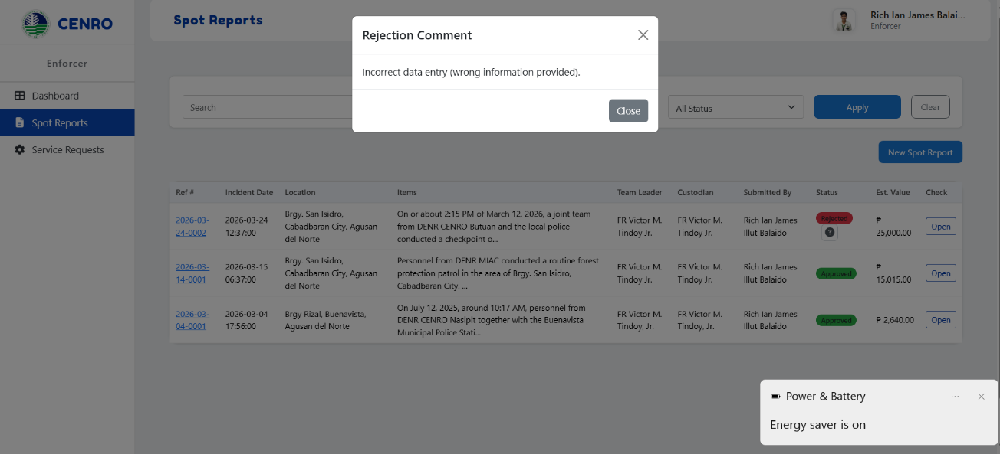 CENRO
Enforcer
Dashboard
Spot Reports
Service Requests
Spot Reports
Rich Ian James Balai...
Enforcer
Rejection Comment
Incorrect data entry (wrong information provided).
Close
Search
All Status
Apply
Clear
New Spot Report
Ref # Incident Date Location Items Team Leader Custodian Submitted By Status Est. Value Check
2026-03-
24-0002
2026-03-24
12:37:00
Brgy. San Isidro,
Cabadbaran City, Agusan
del Norte
On or about 2:15 PM of March 12, 2026, a joint team
from DENR CENRO Butuan and the local police
conducted a checkpoint o...
FR Victor M.
Tindoy Jr.
FR Victor M.
Tindoy Jr.
Rich Ian James
Illut Balaido
Rejected
?
₱
25,000.00
Open
2026-03-
14-0001
2026-03-15
06:37:00
Brgy. San Isidro,
Cabadbaran City, Agusan
del Norte
Personnel from DENR MIAC conducted a routine forest
protection patrol in the area of Brgy. San Isidro,
Cabadbaran City. ...
FR Victor M.
Tindoy Jr.
FR Victor M.
Tindoy Jr.
Rich Ian James
Illut Balaido
Approved
₱
15,015.00
Open
2026-03-
04-0001
2026-03-04
17:56:00
Brgy Rizal, Buenavista,
Agusan del Norte
On July 12, 2025, around 10:17 AM, personnel from
DENR CENRO Nasipit together with the Buenavista
Municipal Police Stati...
FR Victor M.
Tindoy, Jr.
FR Victor M.
Tindoy, Jr.
Rich Ian James
Illut Balaido
Approved
₱ 2,640.00
Open
Power & Battery
Energy saver is on